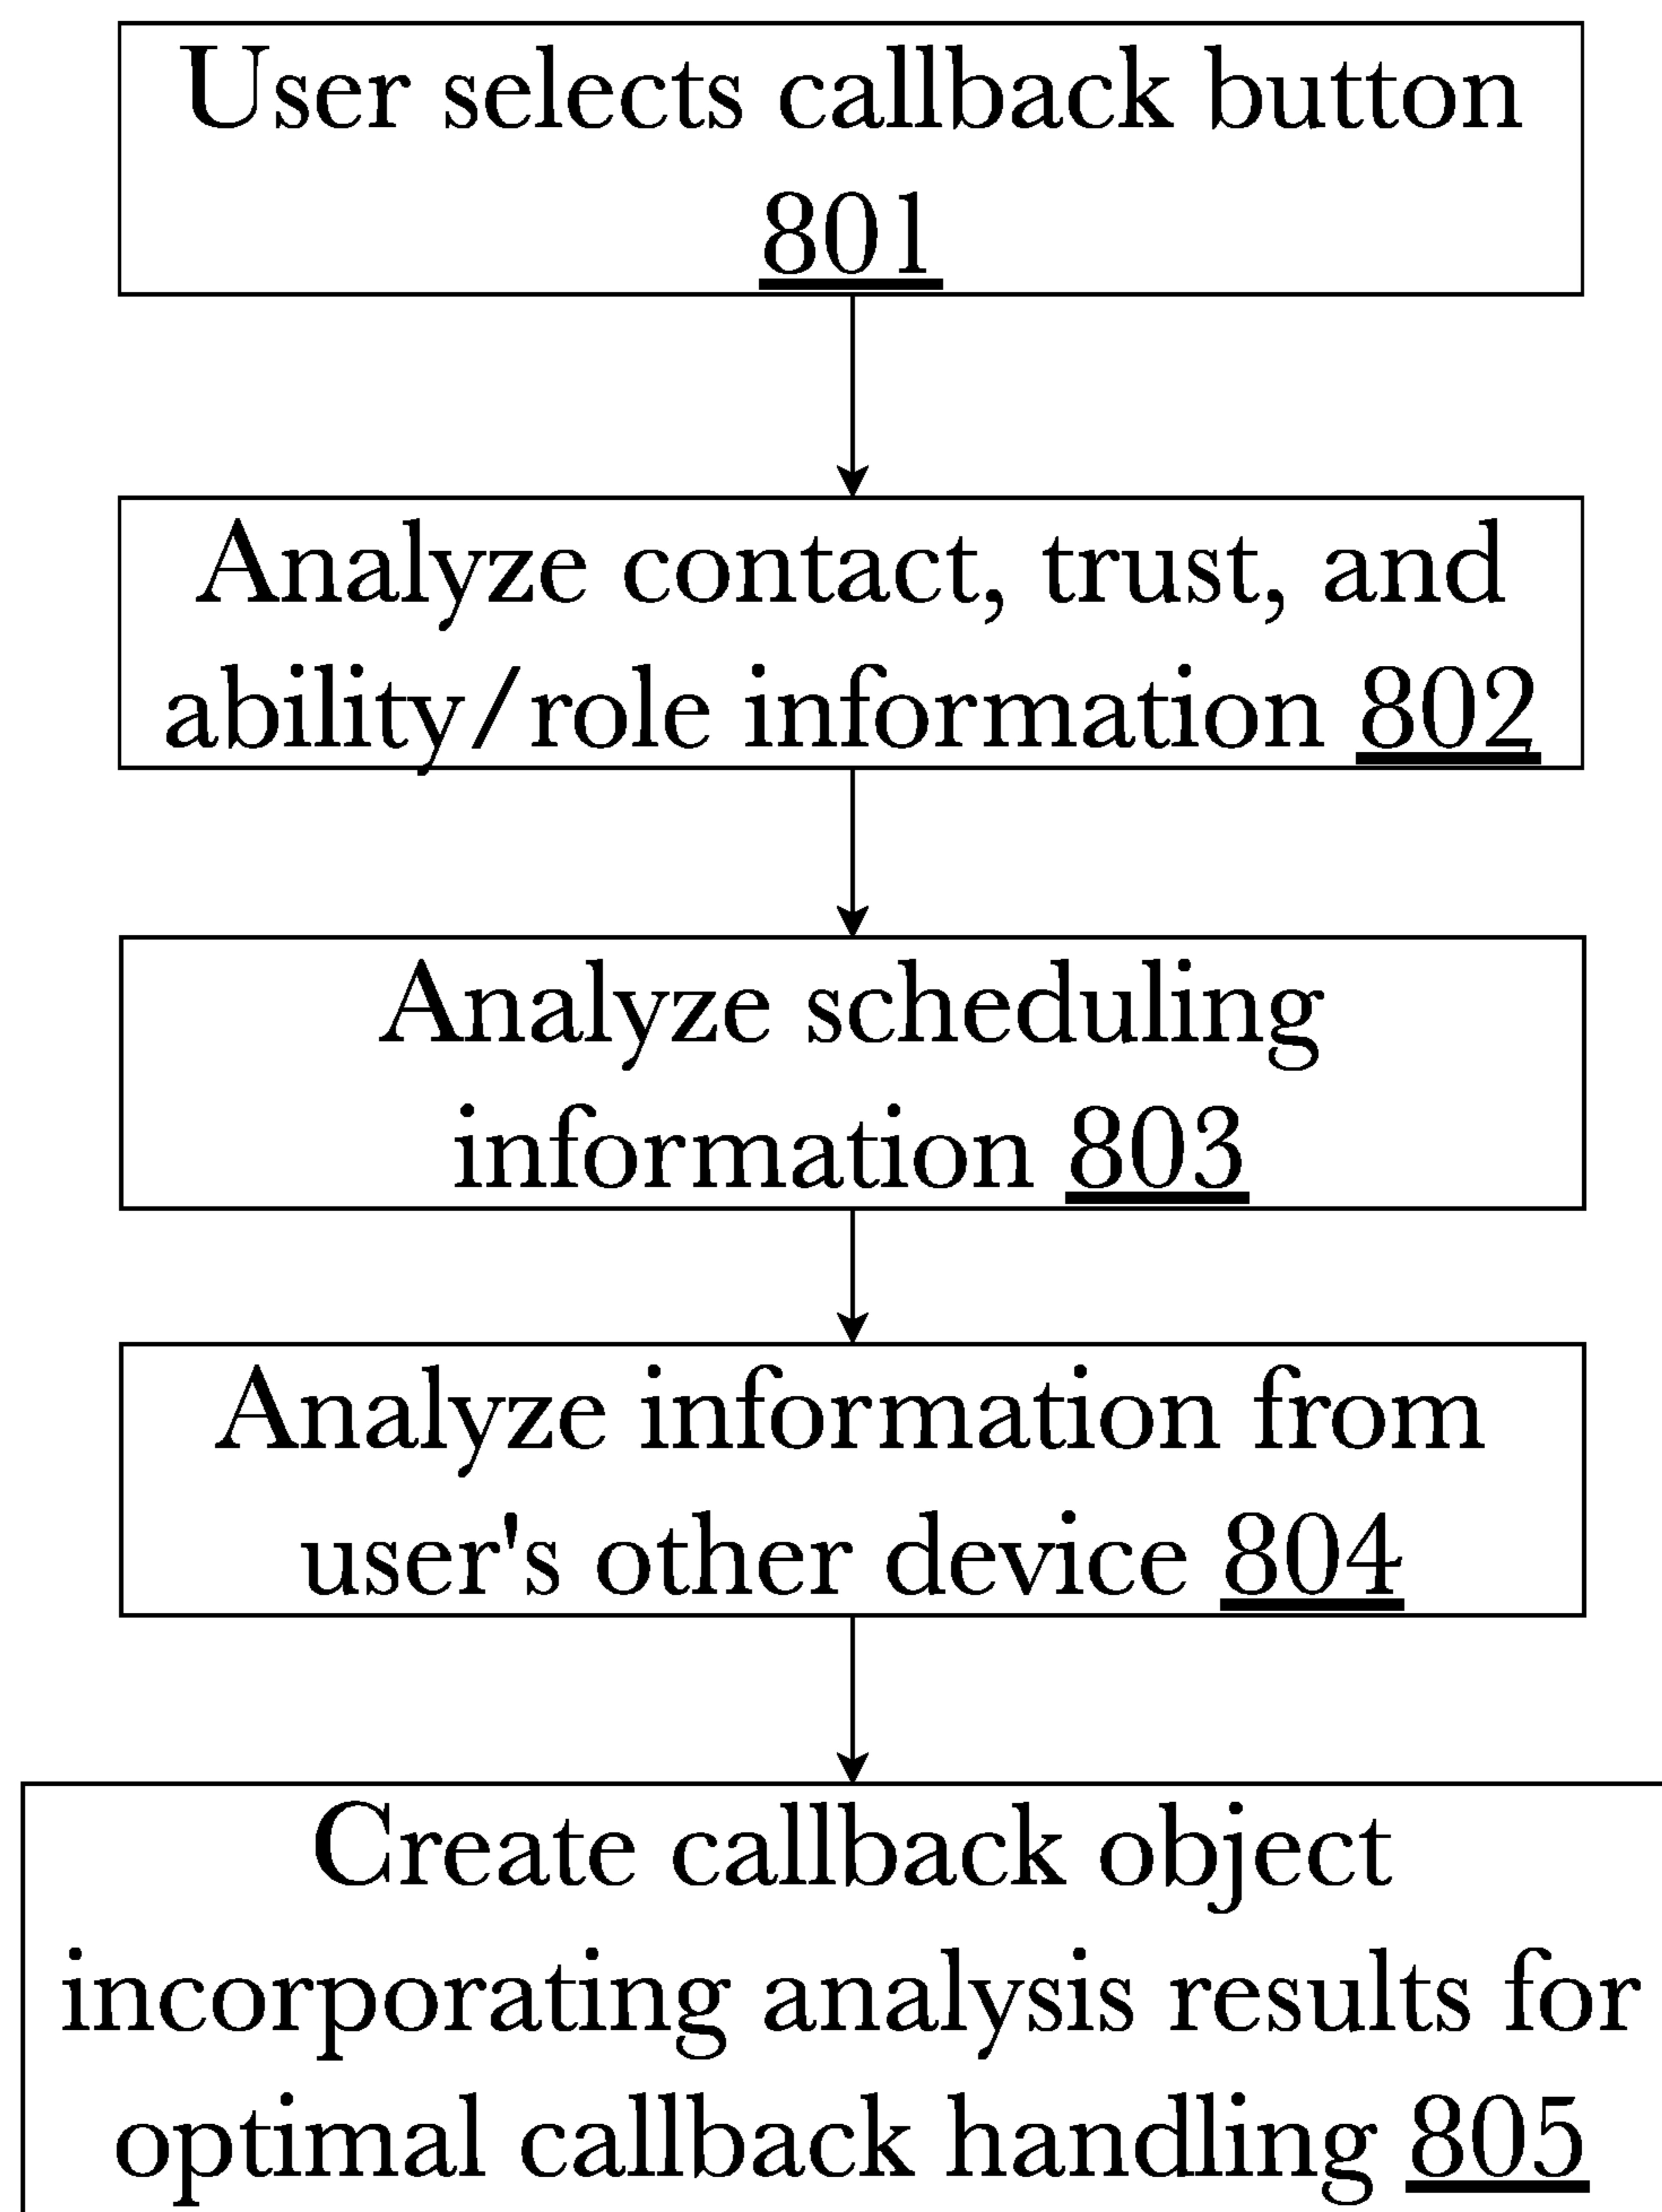 User selects callback button
801
Analyze contact, trust, and
ability/role information 802
Analyze scheduling
information 803
Analyze information from
user's other device 804
Create callback object
incorporating analysis results for
optimal callback handling 805